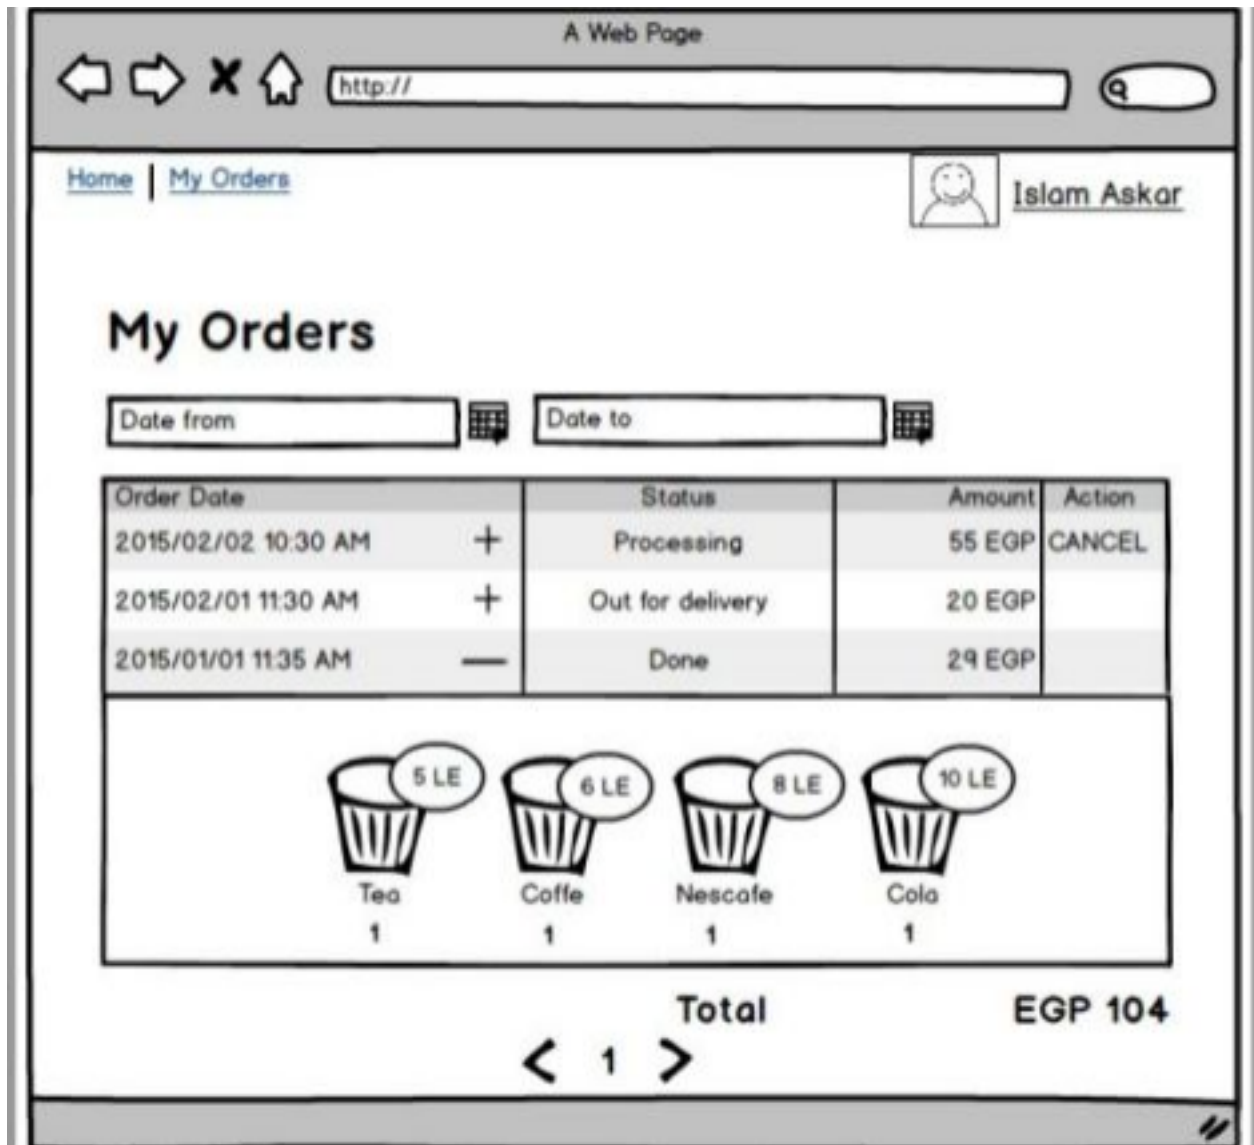 A Web Page
http://
Home | My Orders
Islam Askar
My Orders
Date from Date to
Order Date Status Amount Action
2015/02/02 10:30 AM + Processing 55 EGP CANCEL
2015/02/01 11:30 AM + Out for delivery 20 EGP
2015/01/01 11:35 AM — Done 29 EGP
5 LE 6 LE 8 LE 10 LE
Tea Coffe Nescafe Cola
1 1 1 1
Total EGP 104
< 1 >